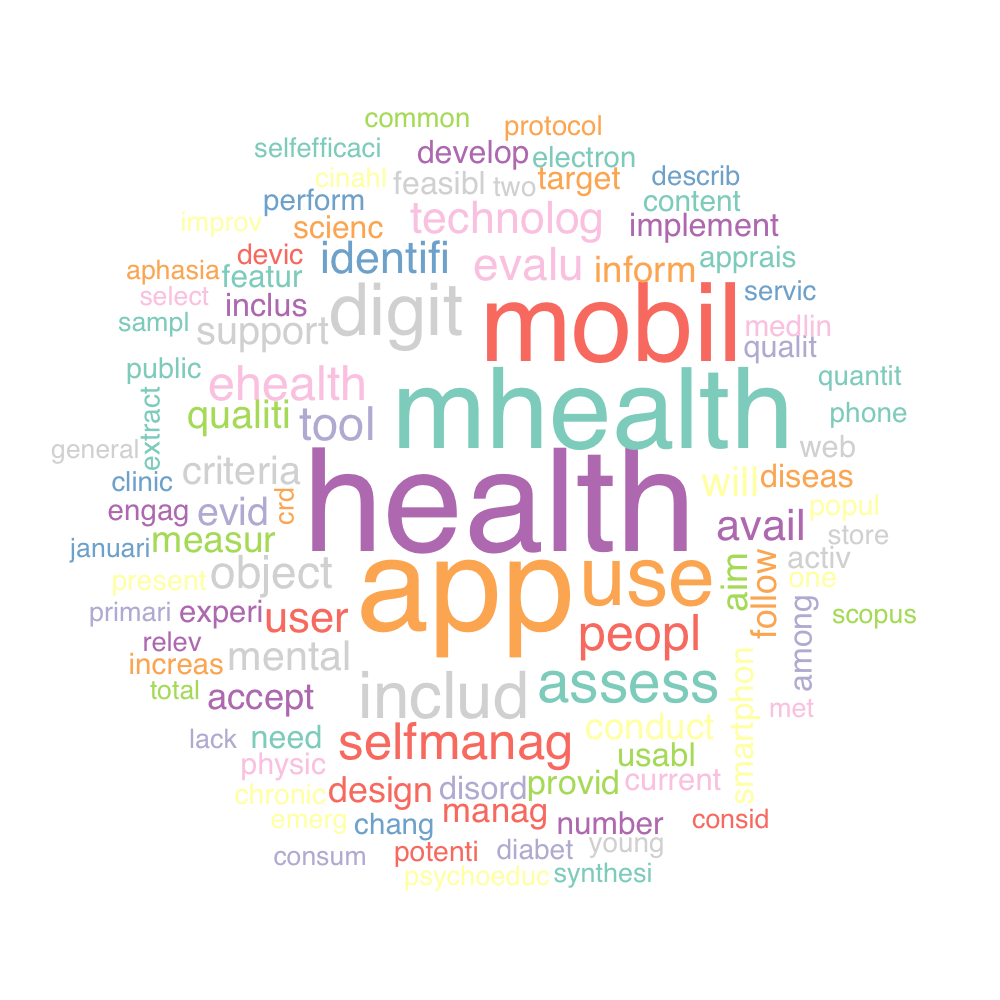 common
protocol
selfefficaci
develop
electron
cinahl
feasibl
two
target
describ
perform
content
improv
scienc
technolog
implement
devic
identifi
evalu
inform
apprais
aphasia
featur
select
inclus
digit
mobil
servic
sampl
support
medlin
qualit
public
ehealth
mhealth
quantit
extract
qualiti
tool
phone
general
criteria
health
web
clinic
crd
will
diseas
engag
evid
avail
popul
januari
measur
store
present
object
app
use
aim
follow
activ
one
primari
experi
user
peopl
among
scopus
relev
increas
mental
includ
assess
smartphon
total
accept
met
lack
need
selfmanag
conduct
physic
usabl
chronic
design
disord
provid
current
emerg
chang
manag
number
consid
consum
potenti
diabet
young
psychoeduc
synthesi